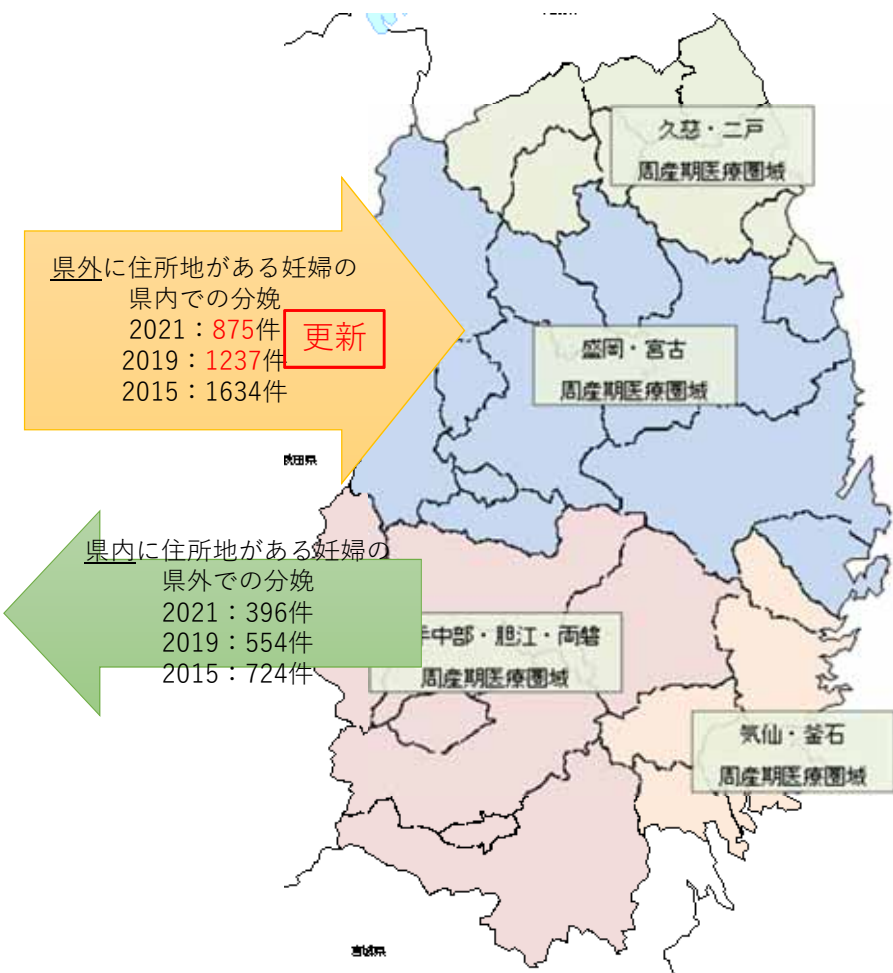 久慈・二戸
周産期医療圏域
県外に住所地がある妊婦の
県内での分娩
2021：875件
2019：1237件
2015：1634件
更新
盛岡・宮古
周産期医療圏域
秋田県
県内に住所地がある妊婦の
県外での分娩
2021：396件
2019：554件
2015：724件
手中部・胆江・両磐
周産期医療圏域
気仙・釜石
周産期医療圏域
宮城県